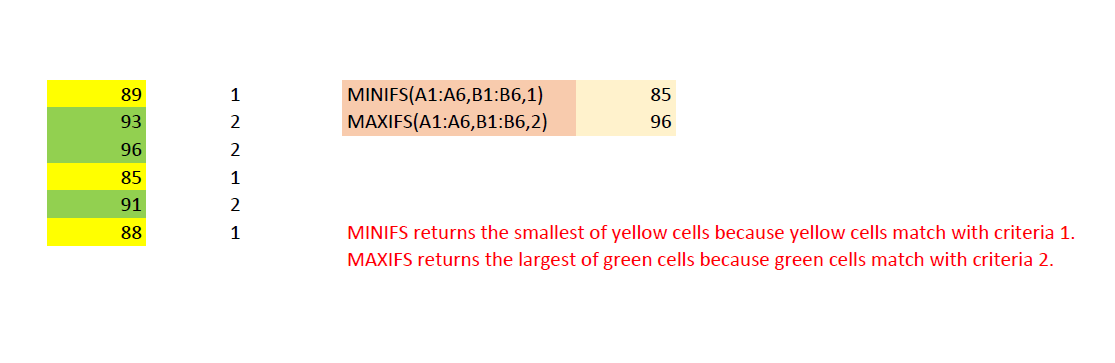 89 1 MINIFS(A1:A6,B1:B6,1) 85
93 2 MAXIFS(A1:A6,B1:B6,2) 96
96 2
85 1
91 2
88 1 MINIFS returns the smallest of yellow cells because yellow cells match with criteria 1.
MAXIFS returns the largest of green cells because green cells match with criteria 2.